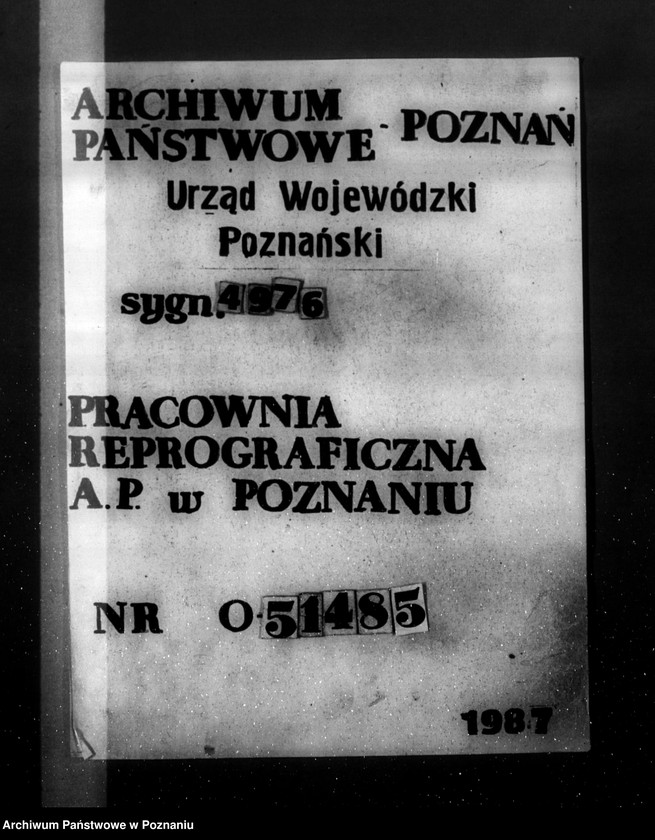 ARCHIWUM
PAŃSTWOWE - POZNAŃ
Urząd Wojewódzki
Poznański
sygn. 4976
PRACOWNIA
REPROGRAFICZNA
A.P. w POZNANIU
NR O-51485
1987
Archiwum Państwowe w Poznaniu